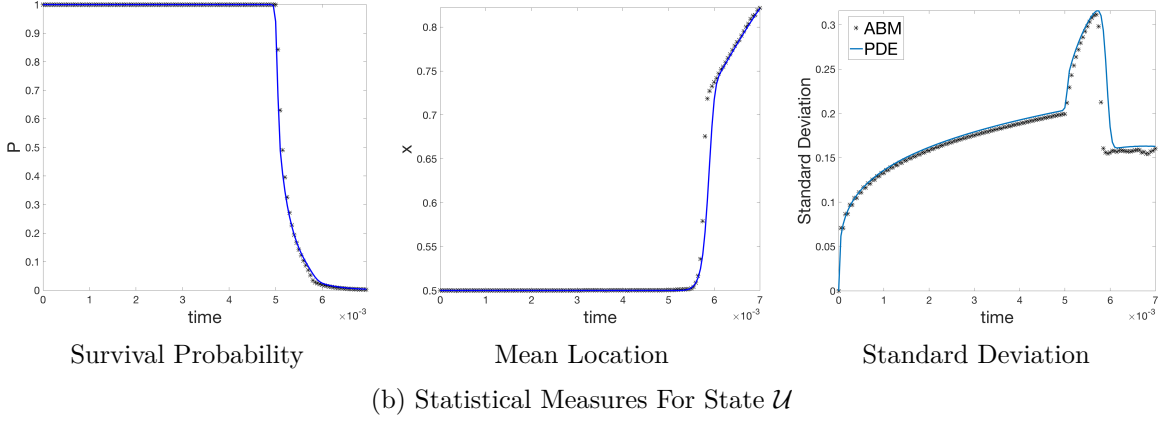 1
0.9
0.8
0.7
0.6
0.5
0.4
0.3
0.2
0.1
0
P
0 1 2 3 4 5 6
time
×10⁻³
Survival Probability
0.8
0.75
0.7
0.65
0.6
0.55
0.5
x
0 1 2 3 4 5 6 7
time
×10⁻³
Mean Location
0.3
0.25
0.2
0.15
0.1
0.05
0
Standard Deviation
ABM
PDE
0 1 2 3 4 5 6 7
time
×10⁻³
Standard Deviation
(b) Statistical Measures For State 𝒰